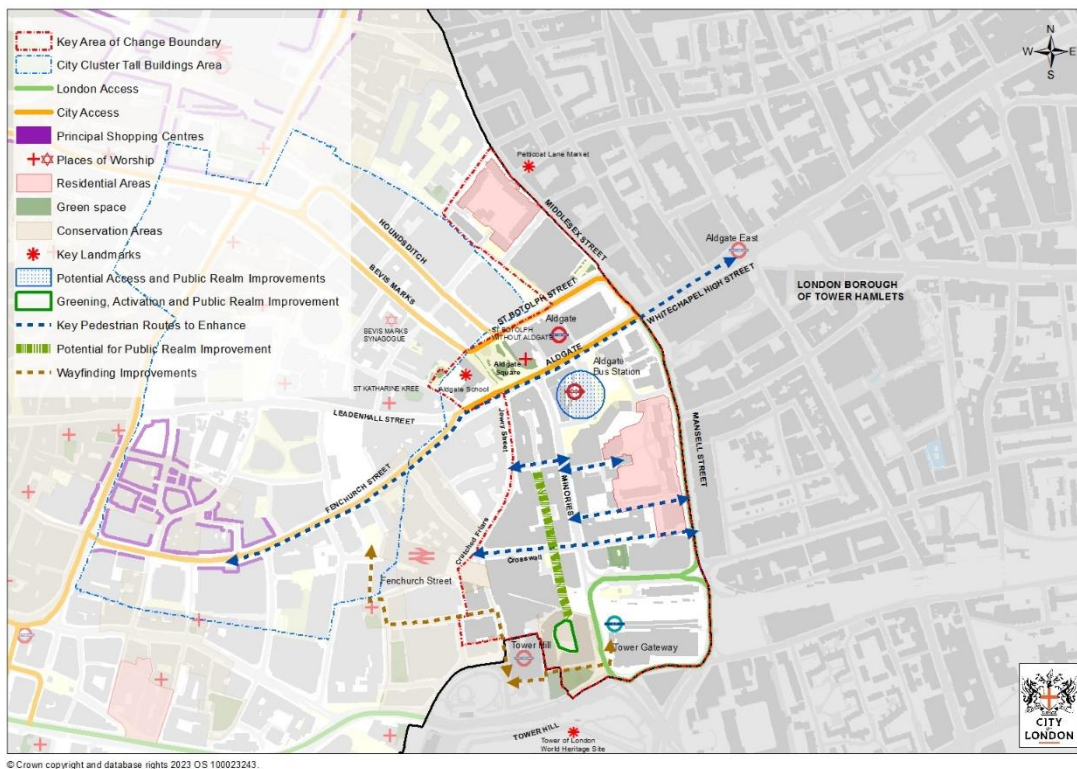 Key Area of Change Boundary
City Cluster Tall Buildings Area
London Access
City Access
Principal Shopping Centres
Places of Worship
Residential Areas
Green space
Conservation Areas
Key Landmarks
Potential Access and Public Realm Improvements
Greening, Activation and Public Realm Improvement
Key Pedestrian Routes to Enhance
Potential for Public Realm Improvement
Wayfinding Improvements
N
W E
S
Petticoat Lane Market
MIDDLESEX STREET
HOUNDSDITCH
BEVIS MARKS
Aldgate East
WHITECHAPEL HIGH STREET
LONDON BOROUGH
OF TOWER HAMLETS
ST BOTOLPH STREET
BEVIS MARKS
SYNAGOGUE
ST BOTOLPH
WITHOUT ALDGATE
Aldgate
ALDGATE
Aldgate
Square
Aldgate
Bus Station
Aldgate School
ST KATHARINE KREE
LEADENHALL STREET
Jewry Street
MANSELL STREET
FENCHURCH STREET
MINORIES
Crutched Friars
Crosswall
Fenchurch Street
Tower Hill
Tower Gateway
TOWER HILL
Tower of London
World Heritage Site
CITY
OF
LONDON
© Crown copyright and database rights 2023 OS 100023243.